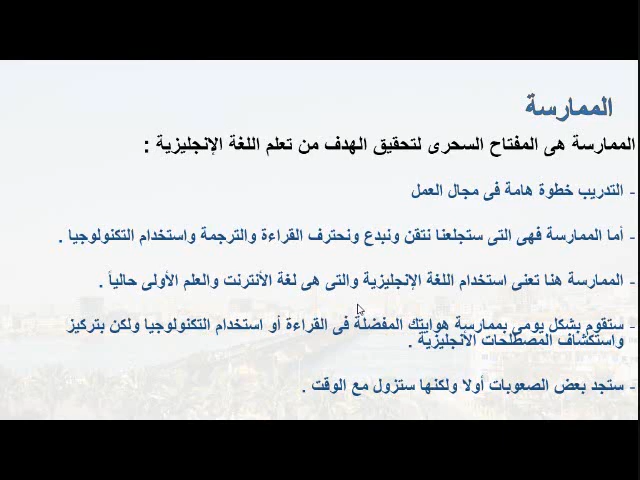 الممارسة
الممارسة هى المفتاح السحرى لتحقيق الهدف من تعلم اللغة الإنجليزية :
- التدريب خطوة هامة فى مجال العمل
- أما الممارسة فهى التى ستجلعنا نتقن ونبدع ونحترف القراءة والترجمة واستخدام التكنولوجيا .
- الممارسة هنا تعنى استخدام اللغة الإنجليزية والتى هى لغة الأنترنت والعلم الأولى حالياً .
- ستقوم بشكل يومى بممارسة هوايتك المفضلة فى القراءة أو استخدام التكنولوجيا ولكن بتركيز
واستكشاف المصطلحات الأنجليزية .
- ستجد بعض الصعوبات أولا ولكنها ستزول مع الوقت .